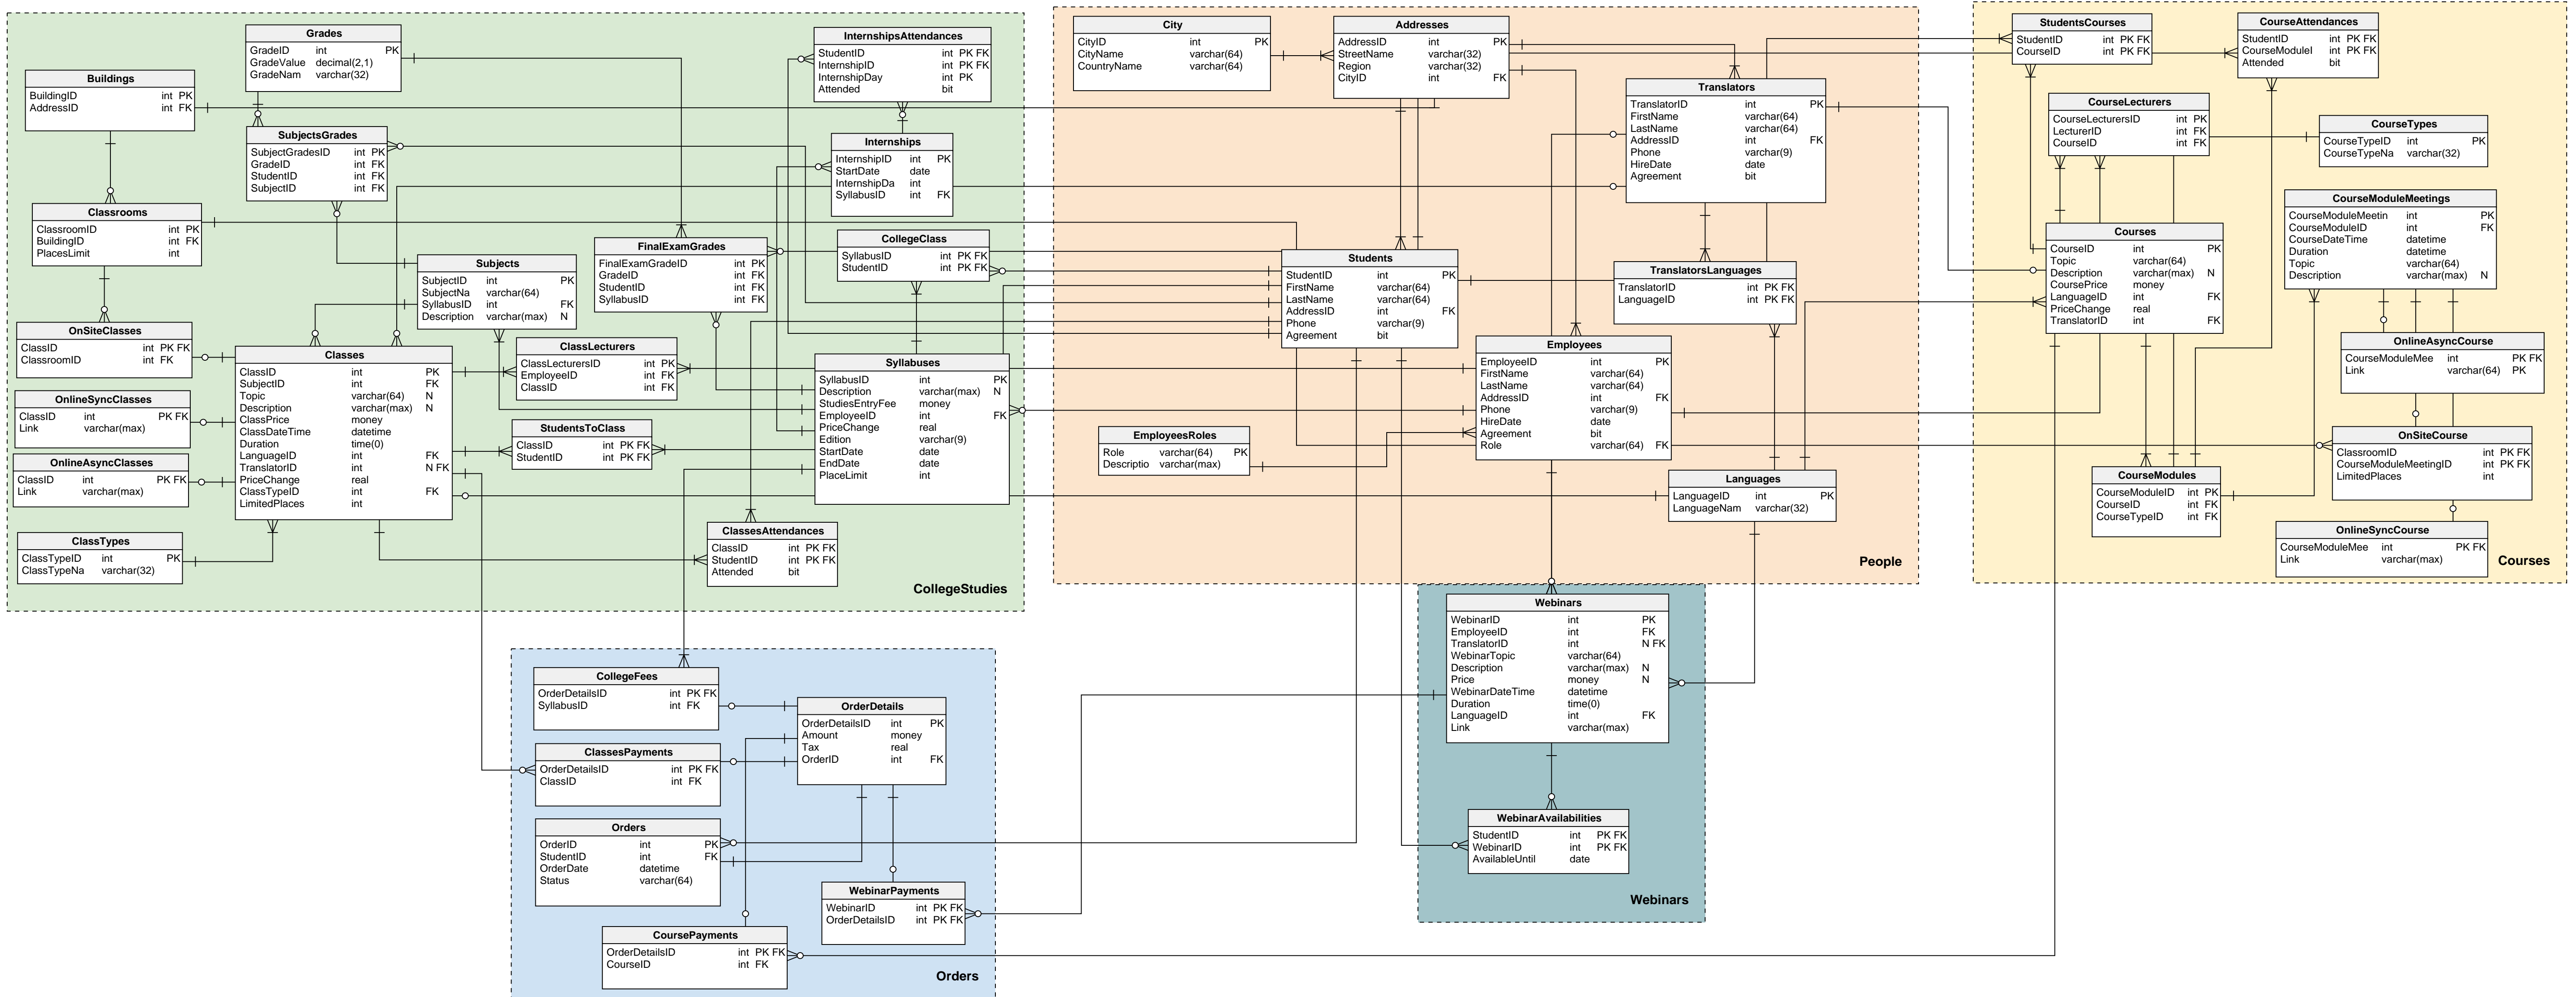 Grades
GradeID int PK
GradeValue decimal(2,1)
GradeNam varchar(32)
Buildings
BuildingID int PK
AddressID int FK
SubjectsGrades
SubjectGradesID int PK
GradeID int FK
StudentID int FK
SubjectID int FK
Classrooms
ClassroomID int PK
BuildingID int FK
PlacesLimit int
InternshipsAttendances
StudentID int PK FK
InternshipID int PK FK
InternshipDay int PK
Attended bit
Internships
InternshipID int PK
StartDate date
InternshipDa int
SyllabusID int FK
FinalExamGrades
FinalExamGradeID int PK
GradeID int FK
StudentID int FK
SyllabusID int FK
CollegeClass
SyllabusID int PK FK
StudentID int PK FK
Subjects
SubjectID int PK
SubjectNa varchar(64)
SyllabusID int FK
Description varchar(max) N
OnSiteClasses
ClassID int PK FK
ClassroomID int FK
OnlineSyncClasses
ClassID int PK FK
Link varchar(max)
OnlineAsyncClasses
ClassID int PK FK
Link varchar(max)
ClassTypes
ClassTypeID int PK
ClassTypeNa varchar(32)
Classes
ClassID int PK
SubjectID int FK
Topic varchar(64) N
Description varchar(max) N
ClassPrice money
ClassDateTime datetime
Duration time(0)
LanguageID int FK
TranslatorID int N FK
PriceChange real
ClassTypeID int FK
LimitedPlaces int
ClassLecturers
ClassLecturersID int PK
EmployeeID int FK
ClassID int FK
StudentsToClass
ClassID int PK FK
StudentID int PK FK
Syllabuses
SyllabusID int PK
Description varchar(max) N
StudiesEntryFee money
EmployeeID int FK
PriceChange real
Edition varchar(9)
StartDate date
EndDate date
PlaceLimit int
ClassesAttendances
ClassID int PK FK
StudentID int PK FK
Attended bit
CollegeStudies
City
CityID int PK
CityName varchar(64)
CountryName varchar(64)
Addresses
AddressID int PK
StreetName varchar(32)
Region varchar(32)
CityID int FK
Translators
TranslatorID int PK
FirstName varchar(64)
LastName varchar(64)
AddressID int FK
Phone varchar(9)
HireDate date
Agreement bit
Students
StudentID int PK
FirstName varchar(64)
LastName varchar(64)
AddressID int FK
Phone varchar(9)
Agreement bit
TranslatorsLanguages
TranslatorID int PK FK
LanguageID int PK FK
Employees
EmployeeID int PK
FirstName varchar(64)
LastName varchar(64)
AddressID int FK
Phone varchar(9)
HireDate date
Agreement bit
Role varchar(64) FK
EmployeesRoles
Role varchar(64) PK
Descriptio varchar(max)
Languages
LanguageID int PK
LanguageNam varchar(32)
People
StudentsCourses
StudentID int PK FK
CourseID int PK FK
CourseAttendances
StudentID int PK FK
CourseModuleI int PK FK
Attended bit
CourseLecturers
CourseLecturersID int PK
LecturerID int FK
CourseID int FK
CourseTypes
CourseTypeID int PK
CourseTypeNa varchar(32)
Courses
CourseID int PK
Topic varchar(64)
Description varchar(max) N
CoursePrice money
LanguageID int FK
PriceChange real
TranslatorID int FK
CourseModuleMeetings
CourseModuleMeetin int PK
CourseModuleID int FK
CourseDateTime datetime
Duration datetime
Topic varchar(64)
Description varchar(max) N
OnlineAsyncCourse
CourseModuleMee int PK FK
Link varchar(64) PK
OnSiteCourse
ClassroomID int PK FK
CourseModuleMeetingID int PK FK
LimitedPlaces int
CourseModules
CourseModuleID int PK
CourseID int FK
CourseTypeID int FK
OnlineSyncCourse
CourseModuleMee int PK FK
Link varchar(max)
Courses
Webinars
WebinarID int PK
EmployeeID int FK
TranslatorID int N FK
WebinarTopic varchar(64)
Description varchar(max) N
Price money N
WebinarDateTime datetime
Duration time(0)
LanguageID int FK
Link varchar(max)
WebinarAvailabilities
StudentID int PK FK
WebinarID int PK FK
AvailableUntil date
Webinars
CollegeFees
OrderDetailsID int PK FK
SyllabusID int FK
OrderDetails
OrderDetailsID int PK
Amount money
Tax real
OrderID int FK
ClassesPayments
OrderDetailsID int PK FK
ClassID int FK
Orders
OrderID int PK
StudentID int FK
OrderDate datetime
Status varchar(64)
WebinarPayments
WebinarID int PK FK
OrderDetailsID int PK FK
CoursePayments
OrderDetailsID int PK FK
CourseID int FK
Orders